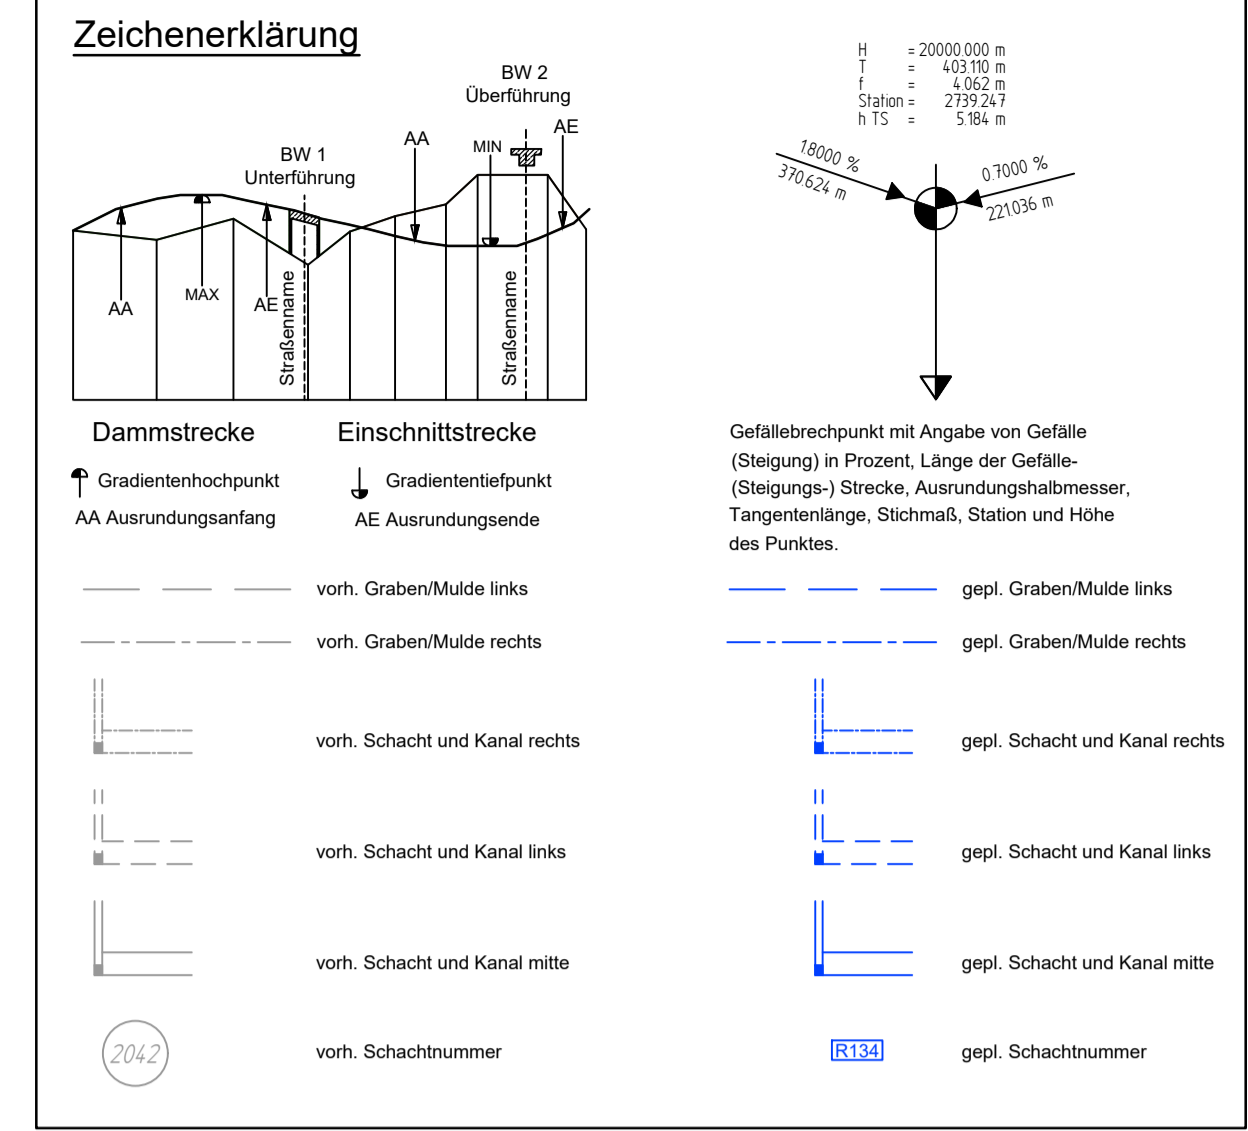 Zeichenerklärung
BW 2
Überführung
AA
MIN
AE
BW 1
Unterführung
AA
MAX
AE
Straßenname
Straßenname
H = 20000.000 m
T = 403.110 m
f = 4.062 m
Station = 2739.247
h TS = 5.184 m
1.8000 %
370.624 m
0.7000 %
221.036 m
Dammstrecke
Einschnittstrecke
Gradientenhochpunkt
Gradiententiefpunkt
AA Ausrundungsanfang
AE Ausrundungsende
Gefällebrechpunkt mit Angabe von Gefälle
(Steigung) in Prozent, Länge der Gefälle-
(Steigungs-) Strecke, Ausrundungshalbmesser,
Tangentenlänge, Stichmaß, Station und Höhe
des Punktes.
vorh. Graben/Mulde links
gepl. Graben/Mulde links
vorh. Graben/Mulde rechts
gepl. Graben/Mulde rechts
vorh. Schacht und Kanal rechts
gepl. Schacht und Kanal rechts
vorh. Schacht und Kanal links
gepl. Schacht und Kanal links
vorh. Schacht und Kanal mitte
gepl. Schacht und Kanal mitte
2042
vorh. Schachtnummer
R134
gepl. Schachtnummer